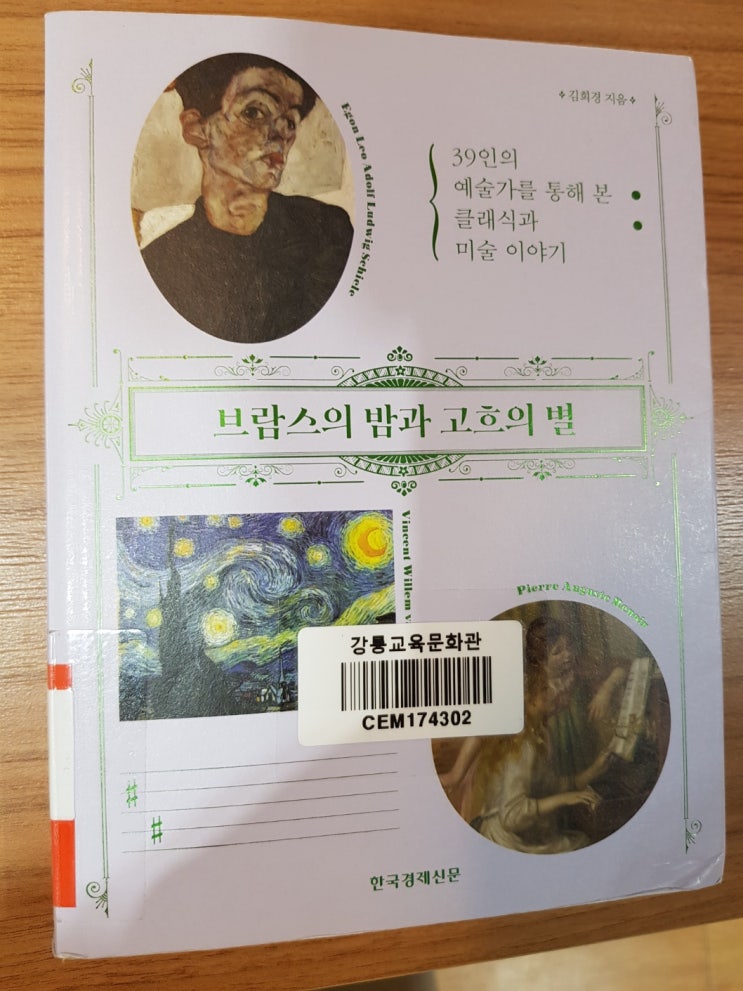 ❖김희경 지음❖
Egon Leo Adolf Ludwig Schiele
39인의
예술가를 통해 본
클래식과
미술 이야기
브람스의 밤과 고흐의 별
Vincent Willem v
Pierre Auguste Renoir
강릉교육문화관
CEM174302
한국경제신문